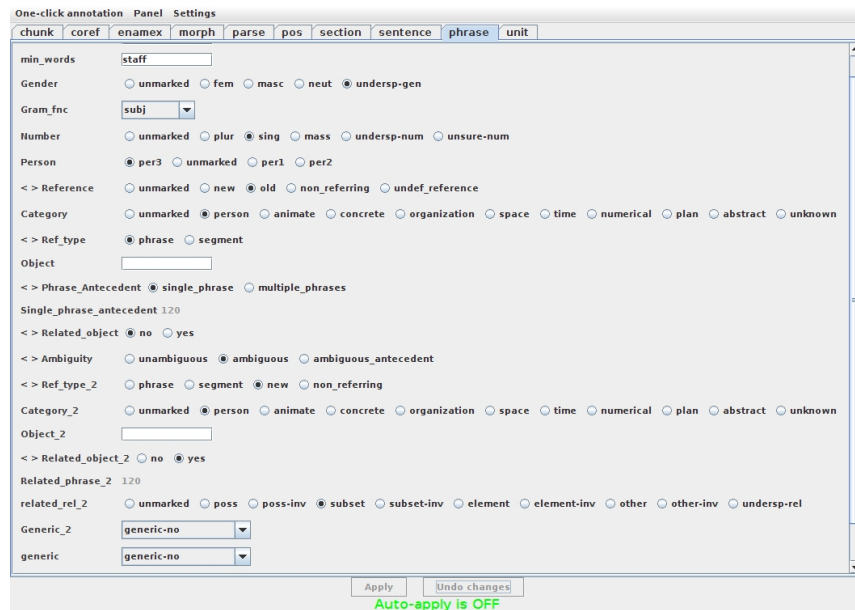 One-click annotation Panel Settings
chunk coref enamex morph parse pos section sentence phrase unit
min_words staff
Gender unmarked fem masc neut undersp-gen
Gram_fnc subj
Number unmarked plur sing mass undersp-num unsure-num
Person per3 unmarked per1 per2
< > Reference unmarked new old non_referring undef_reference
Category unmarked person animate concrete organization space time numerical plan abstract unknown
< > Ref_type phrase segment
Object
< > Phrase_Antecedent single_phrase multiple_phrases
Single_phrase_antecedent 120
< > Related_object no yes
< > Ambiguity unambiguous ambiguous ambiguous_antecedent
< > Ref_type_2 phrase segment new non_referring
Category_2 unmarked person animate concrete organization space time numerical plan abstract unknown
Object_2
< > Related_object_2 no yes
Related_phrase_2 120
related_rel_2 unmarked poss poss-inv subset subset-inv element element-inv other other-inv undersp-rel
Generic_2 generic-no
generic generic-no
Apply Undo changes
Auto-apply is OFF